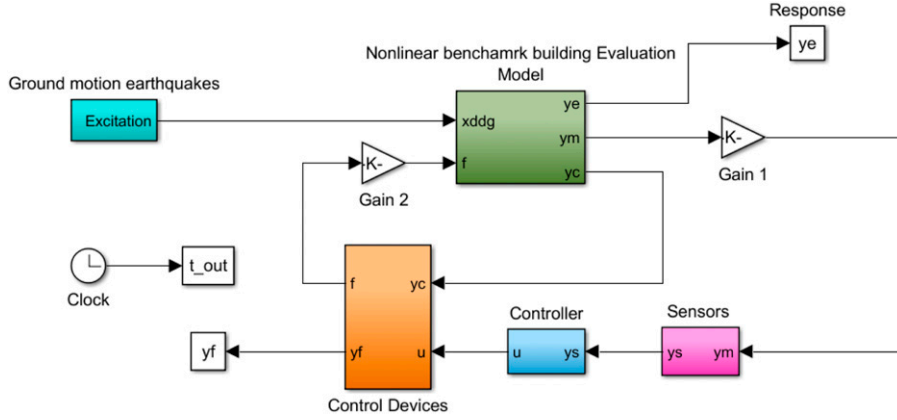 Response
ye
Nonlinear benchamrk building Evaluation
Model
Ground motion earthquakes
Excitation
xddg
f
ye
ym
yc
-K-
Gain 2
-K-
Gain 1
Clock
t_out
f
yc
yf
u
Control Devices
yf
Controller
u
ys
Sensors
ys
ym